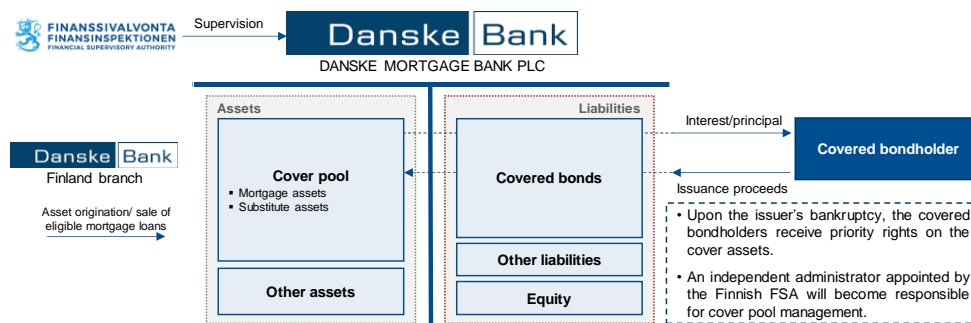 FINANSSIVALVONTA
FINANSINSPEKTIONEN
FINANCIAL SUPERVISORY AUTHORITY
Supervision
Danske Bank
DANSKE MORTGAGE BANK PLC
Assets
Liabilities
Danske Bank
Finland branch
Asset origination/ sale of
eligible mortgage loans
Cover pool
▪ Mortgage assets
▪ Substitute assets
Other assets
Covered bonds
Other liabilities
Equity
Interest/principal
Issuance proceeds
Covered bondholder
• Upon the issuer's bankruptcy, the covered
bondholders receive priority rights on the
cover assets.
• An independent administrator appointed by
the Finnish FSA will become responsible
for cover pool management.